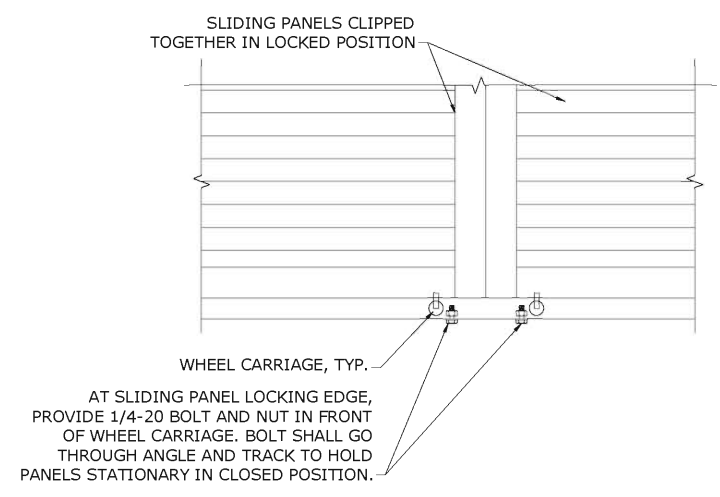 SLIDING PANELS CLIPPED
TOGETHER IN LOCKED POSITION
WHEEL CARRIAGE, TYP.
AT SLIDING PANEL LOCKING EDGE,
PROVIDE 1/4-20 BOLT AND NUT IN FRONT
OF WHEEL CARRIAGE. BOLT SHALL GO
THROUGH ANGLE AND TRACK TO HOLD
PANELS STATIONARY IN CLOSED POSITION.